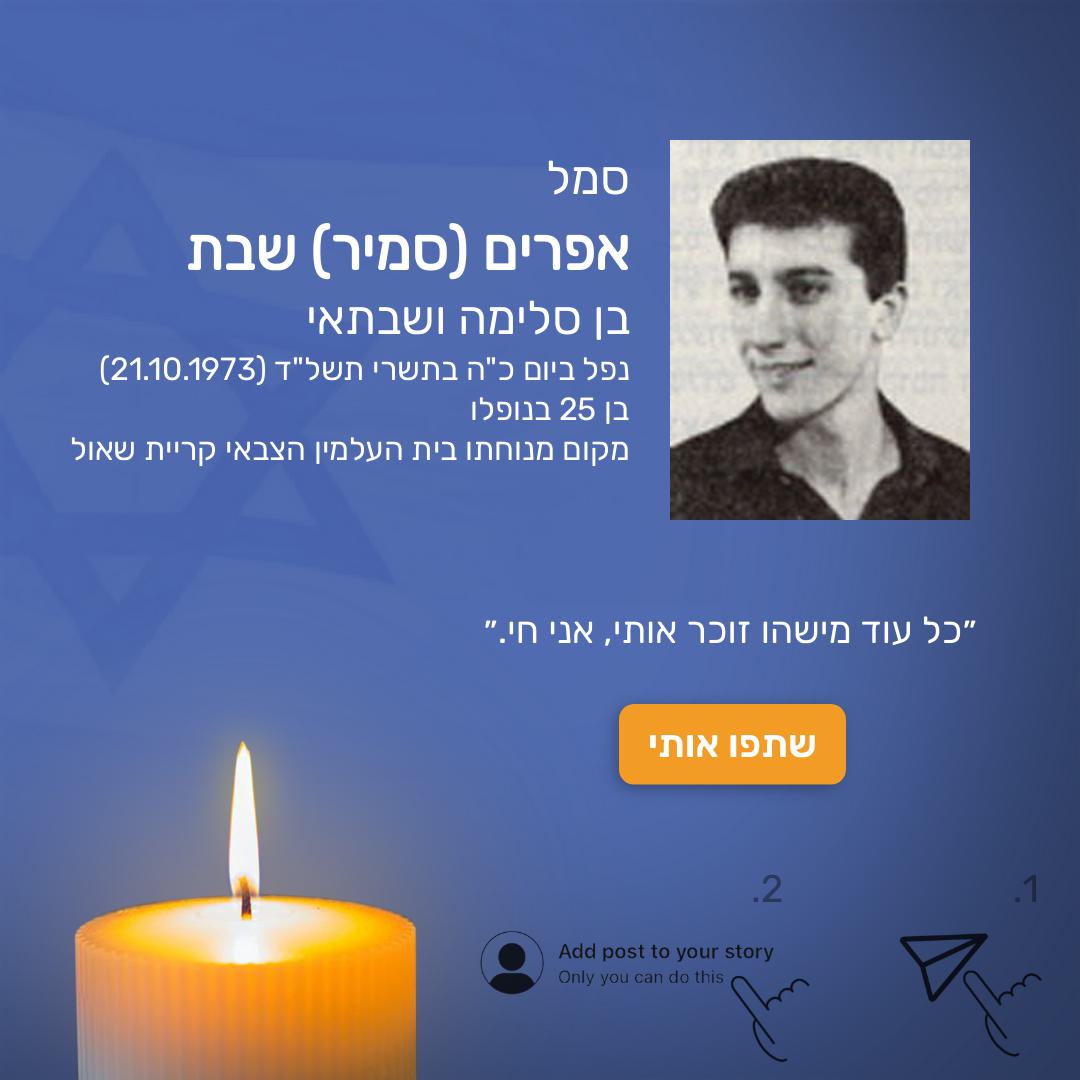 סמל
אפרים (סמיר) שבת
בן סלימה ושבתאי
נפל ביום כ"ה בתשרי תשל"ד (21.10.1973)
בן 25 בנופלו
מקום מנוחתו בית העלמין הצבאי קריית שאול
״כל עוד מישהו זוכר אותי, אני חי.״
שתפו אותי
1.
2.
Add post to your story
Only you can do this